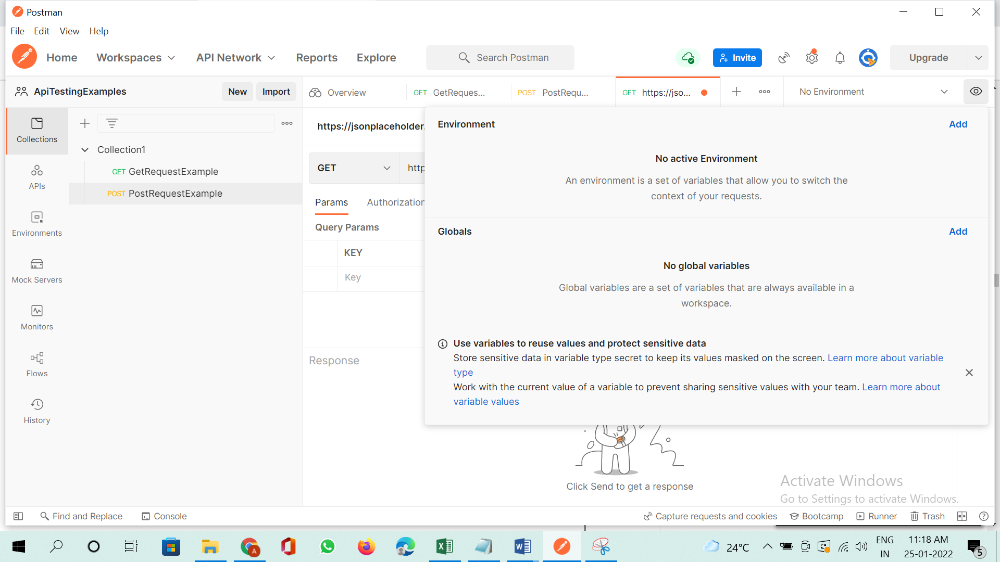 Postman
File Edit View Help
Home Workspaces API Network Reports Explore Search Postman Invite Upgrade
ApiTestingExamples New Import Overview GET GetReques... POST PostRequ... GET https://jso... No Environment
Collections
APIs
Environments
Mock Servers
Monitors
Flows
History
Collection1
GET GetRequestExample
POST PostRequestExample
https://jsonplaceholder.
GET http
Params Authorization
Query Params
KEY
Key
Response
Environment Add
No active Environment
An environment is a set of variables that allow you to switch the
context of your requests.
Globals Add
No global variables
Global variables are a set of variables that are always available in a
workspace.
Use variables to reuse values and protect sensitive data
Store sensitive data in variable type secret to keep its values masked on the screen. Learn more about variable
type
Work with the current value of a variable to prevent sharing sensitive values with your team. Learn more about
variable values
Click Send to get a response
Activate Windows
Go to Settings to activate Windows.
Find and Replace Console Capture requests and cookies Bootcamp Runner Trash
24°C ENG 11:18 AM
IN 25-01-2022 5